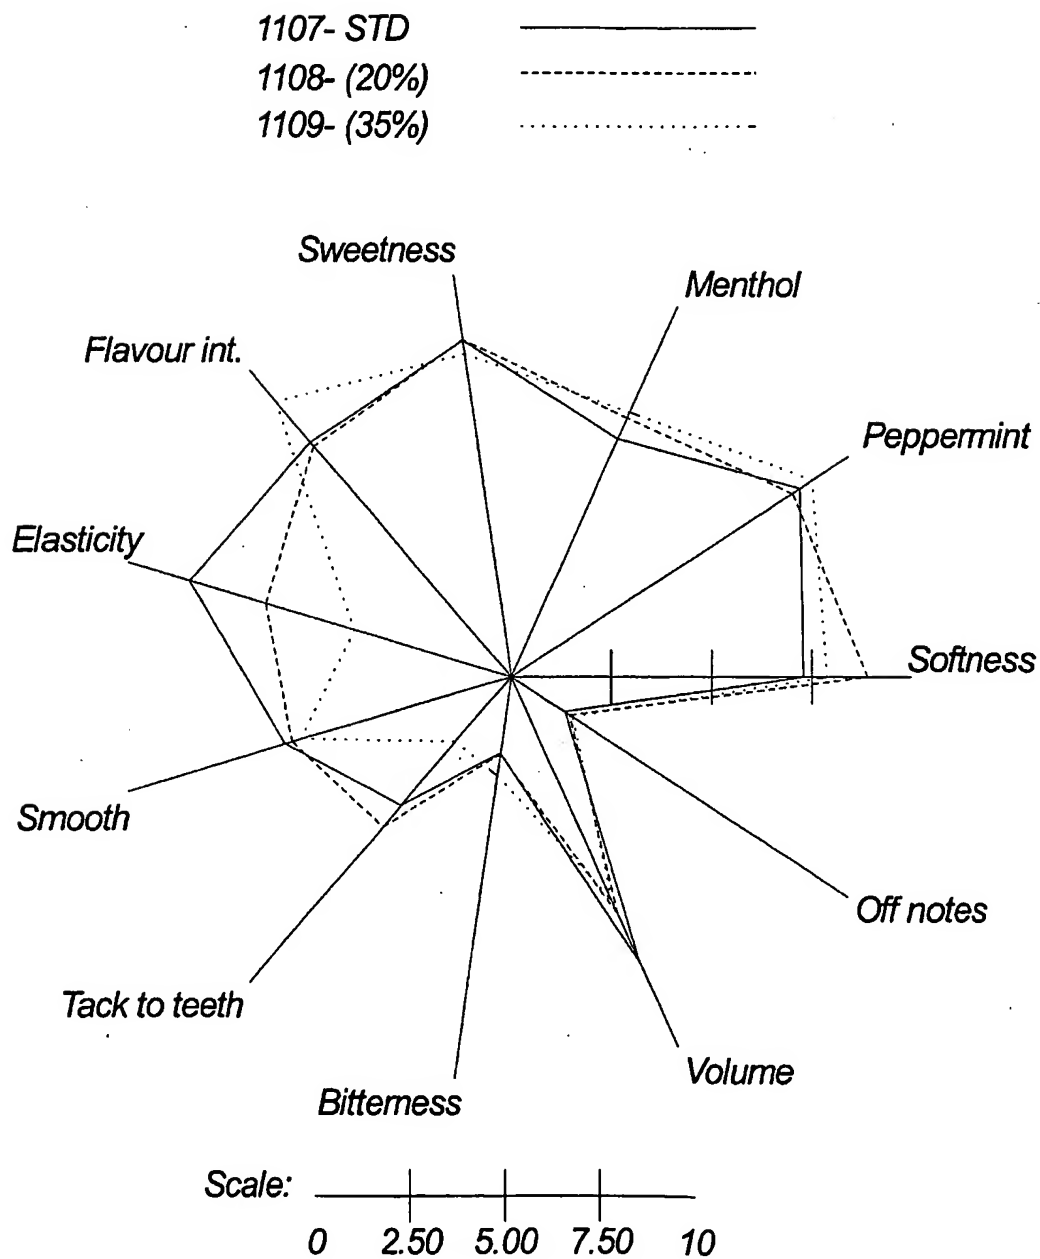 1107- STD
1108- (20%)
1109- (35%)
Sweetness
Menthol
Flavour int.
Peppermint
Elasticity
Softness
Smooth
Off notes
Tack to teeth
Volume
Bitterness
Scale:
0 2.50 5.00 7.50 10